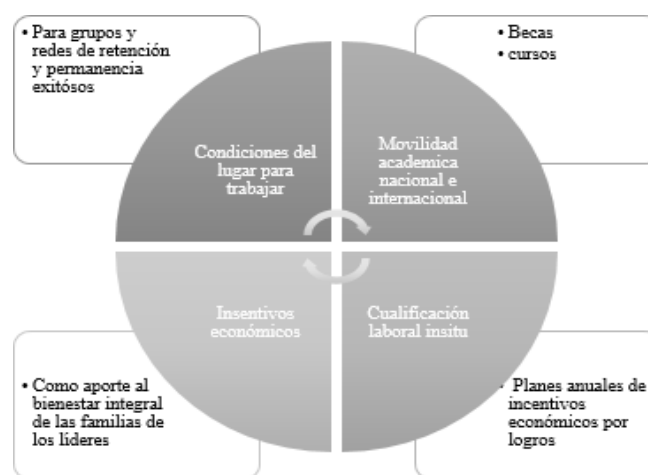 • Para grupos y
redes de retención
y permanencia
exitósos
• Becas
• cursos
Condiciones del
lugar para
trabajar
Movilidad
academica
nacional e
internacional
Insentivos
económicos
Cualificación
laboral insitu
• Como aporte al
bienestar integral
de las familias de
los líderes
• Planes anuales de
incentivos
económicos por
logros